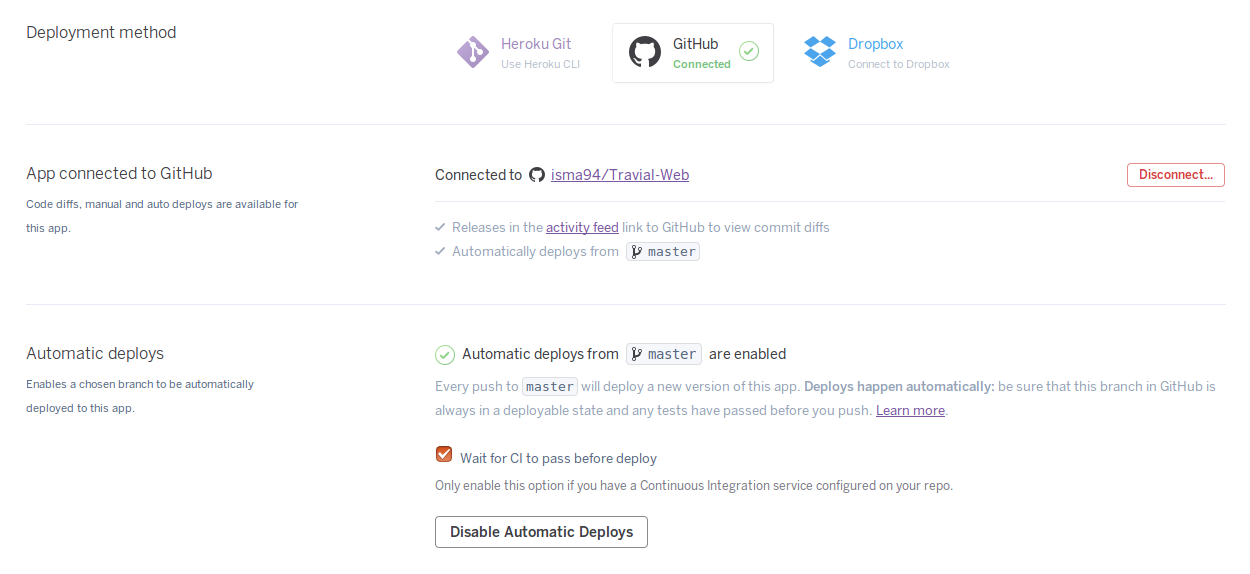 Deployment method
Heroku Git
Use Heroku CLI
GitHub
Connected
Dropbox
Connect to Dropbox
App connected to GitHub
Code diffs, manual and auto deploys are available for
this app.
Connected to isma94/Travial-Web
Disconnect...
Releases in the activity feed link to GitHub to view commit diffs
Automatically deploys from master
Automatic deploys
Enables a chosen branch to be automatically
deployed to this app.
Automatic deploys from master are enabled
Every push to master will deploy a new version of this app. Deploys happen automatically: be sure that this branch in GitHub is
always in a deployable state and any tests have passed before you push. Learn more.
Wait for CI to pass before deploy
Only enable this option if you have a Continuous Integration service configured on your repo.
Disable Automatic Deploys